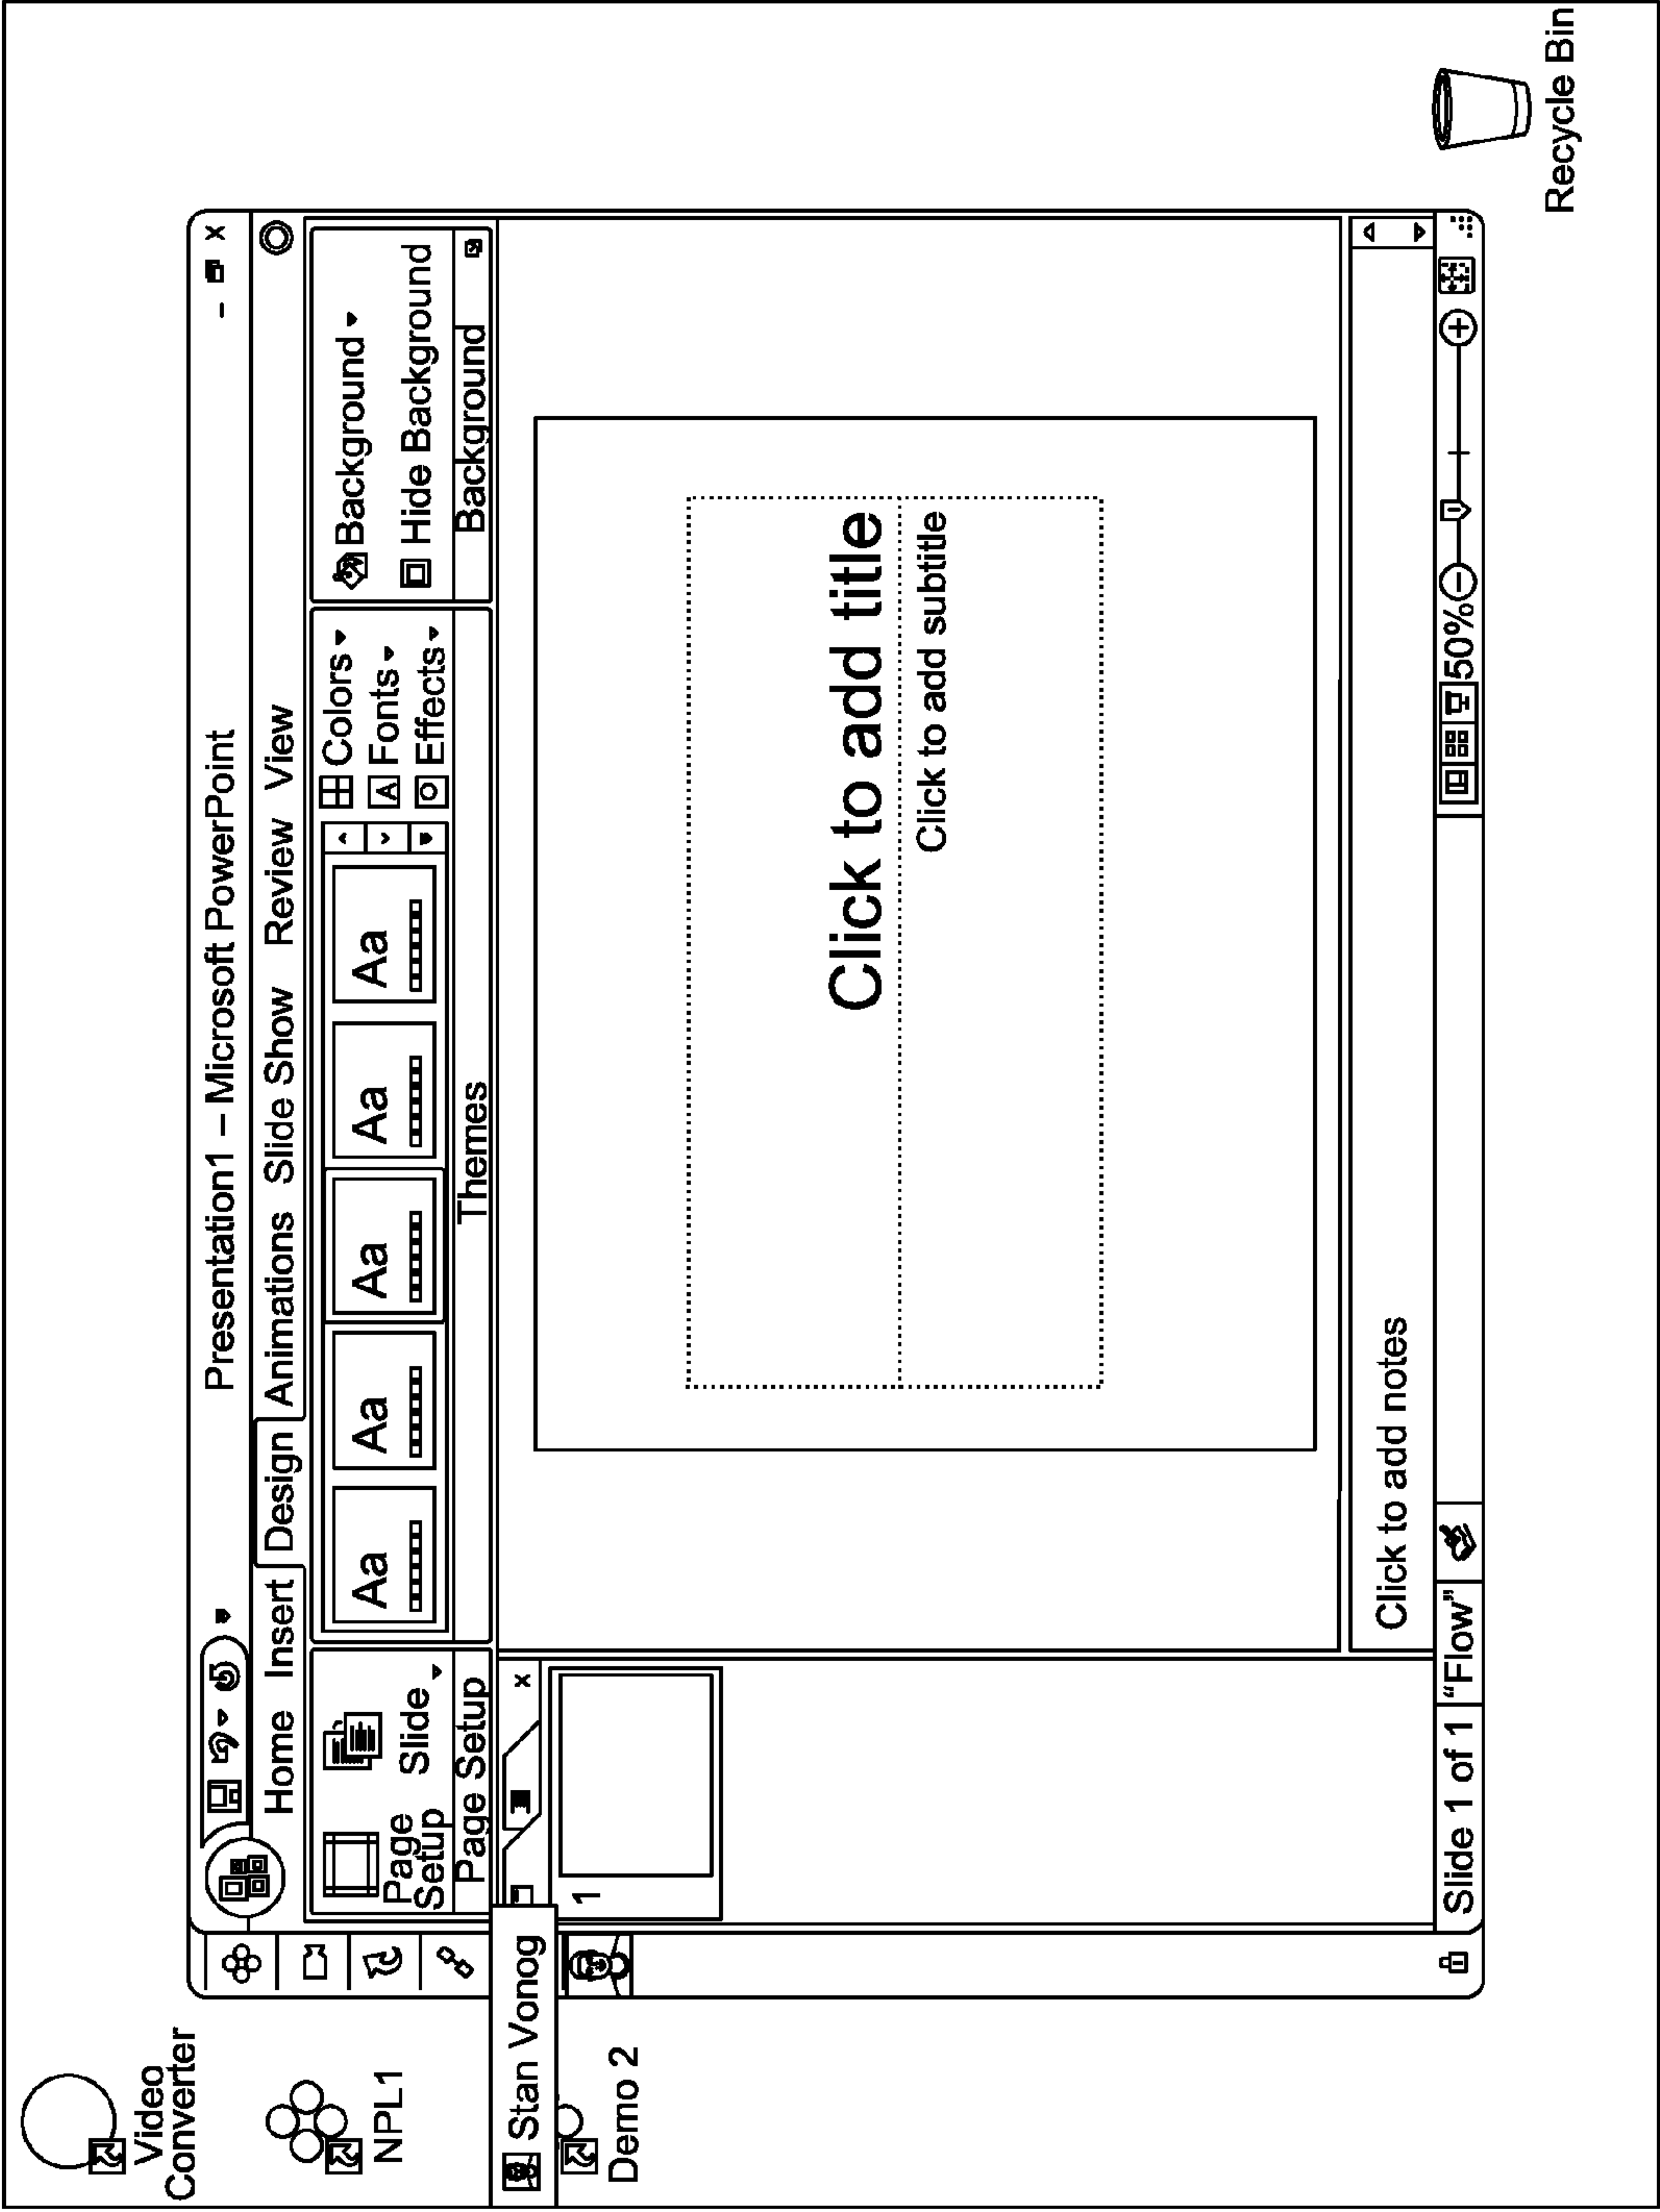 Video
Converter
NPL1
Stan Vonog
Demo 2
Presentation1 – Microsoft PowerPoint
Home Insert Design Animations Slide Show Review View
Page
Setup
Slide
Page Setup
Aa Aa Aa Aa Aa
Themes
Colors
A Fonts
Effects
Background
Hide Background
Background
1
Click to add title
Click to add subtitle
Click to add notes
Slide 1 of 1 “Flow” 50%
Recycle Bin